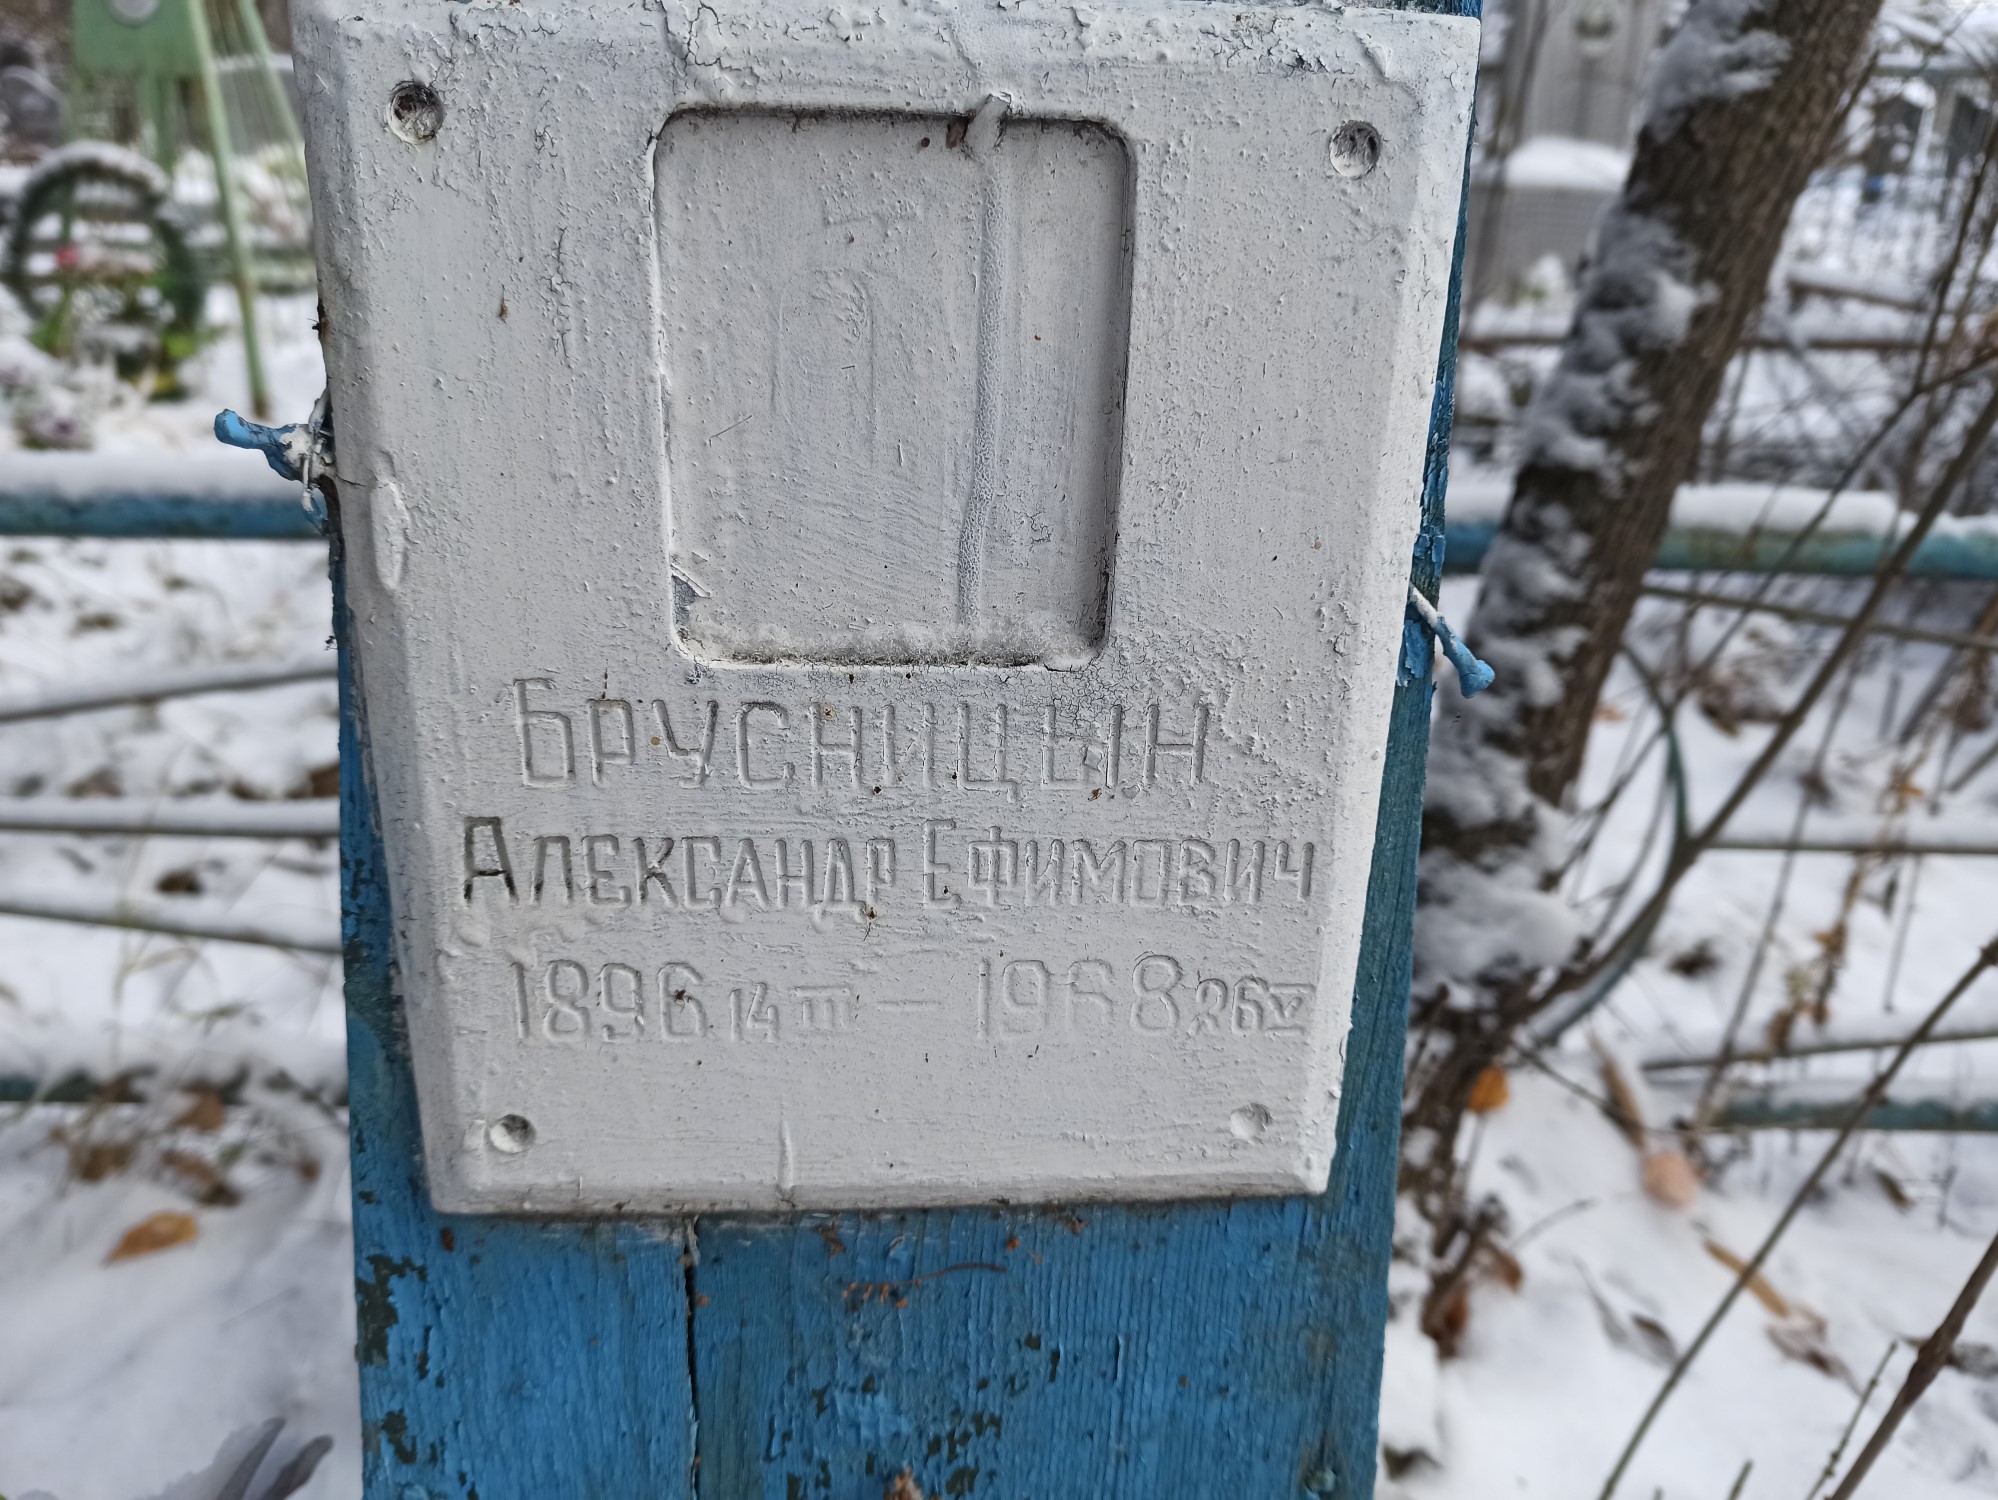 Брусницын
Александр Ефимович
1896 14 III — 1968 26 V